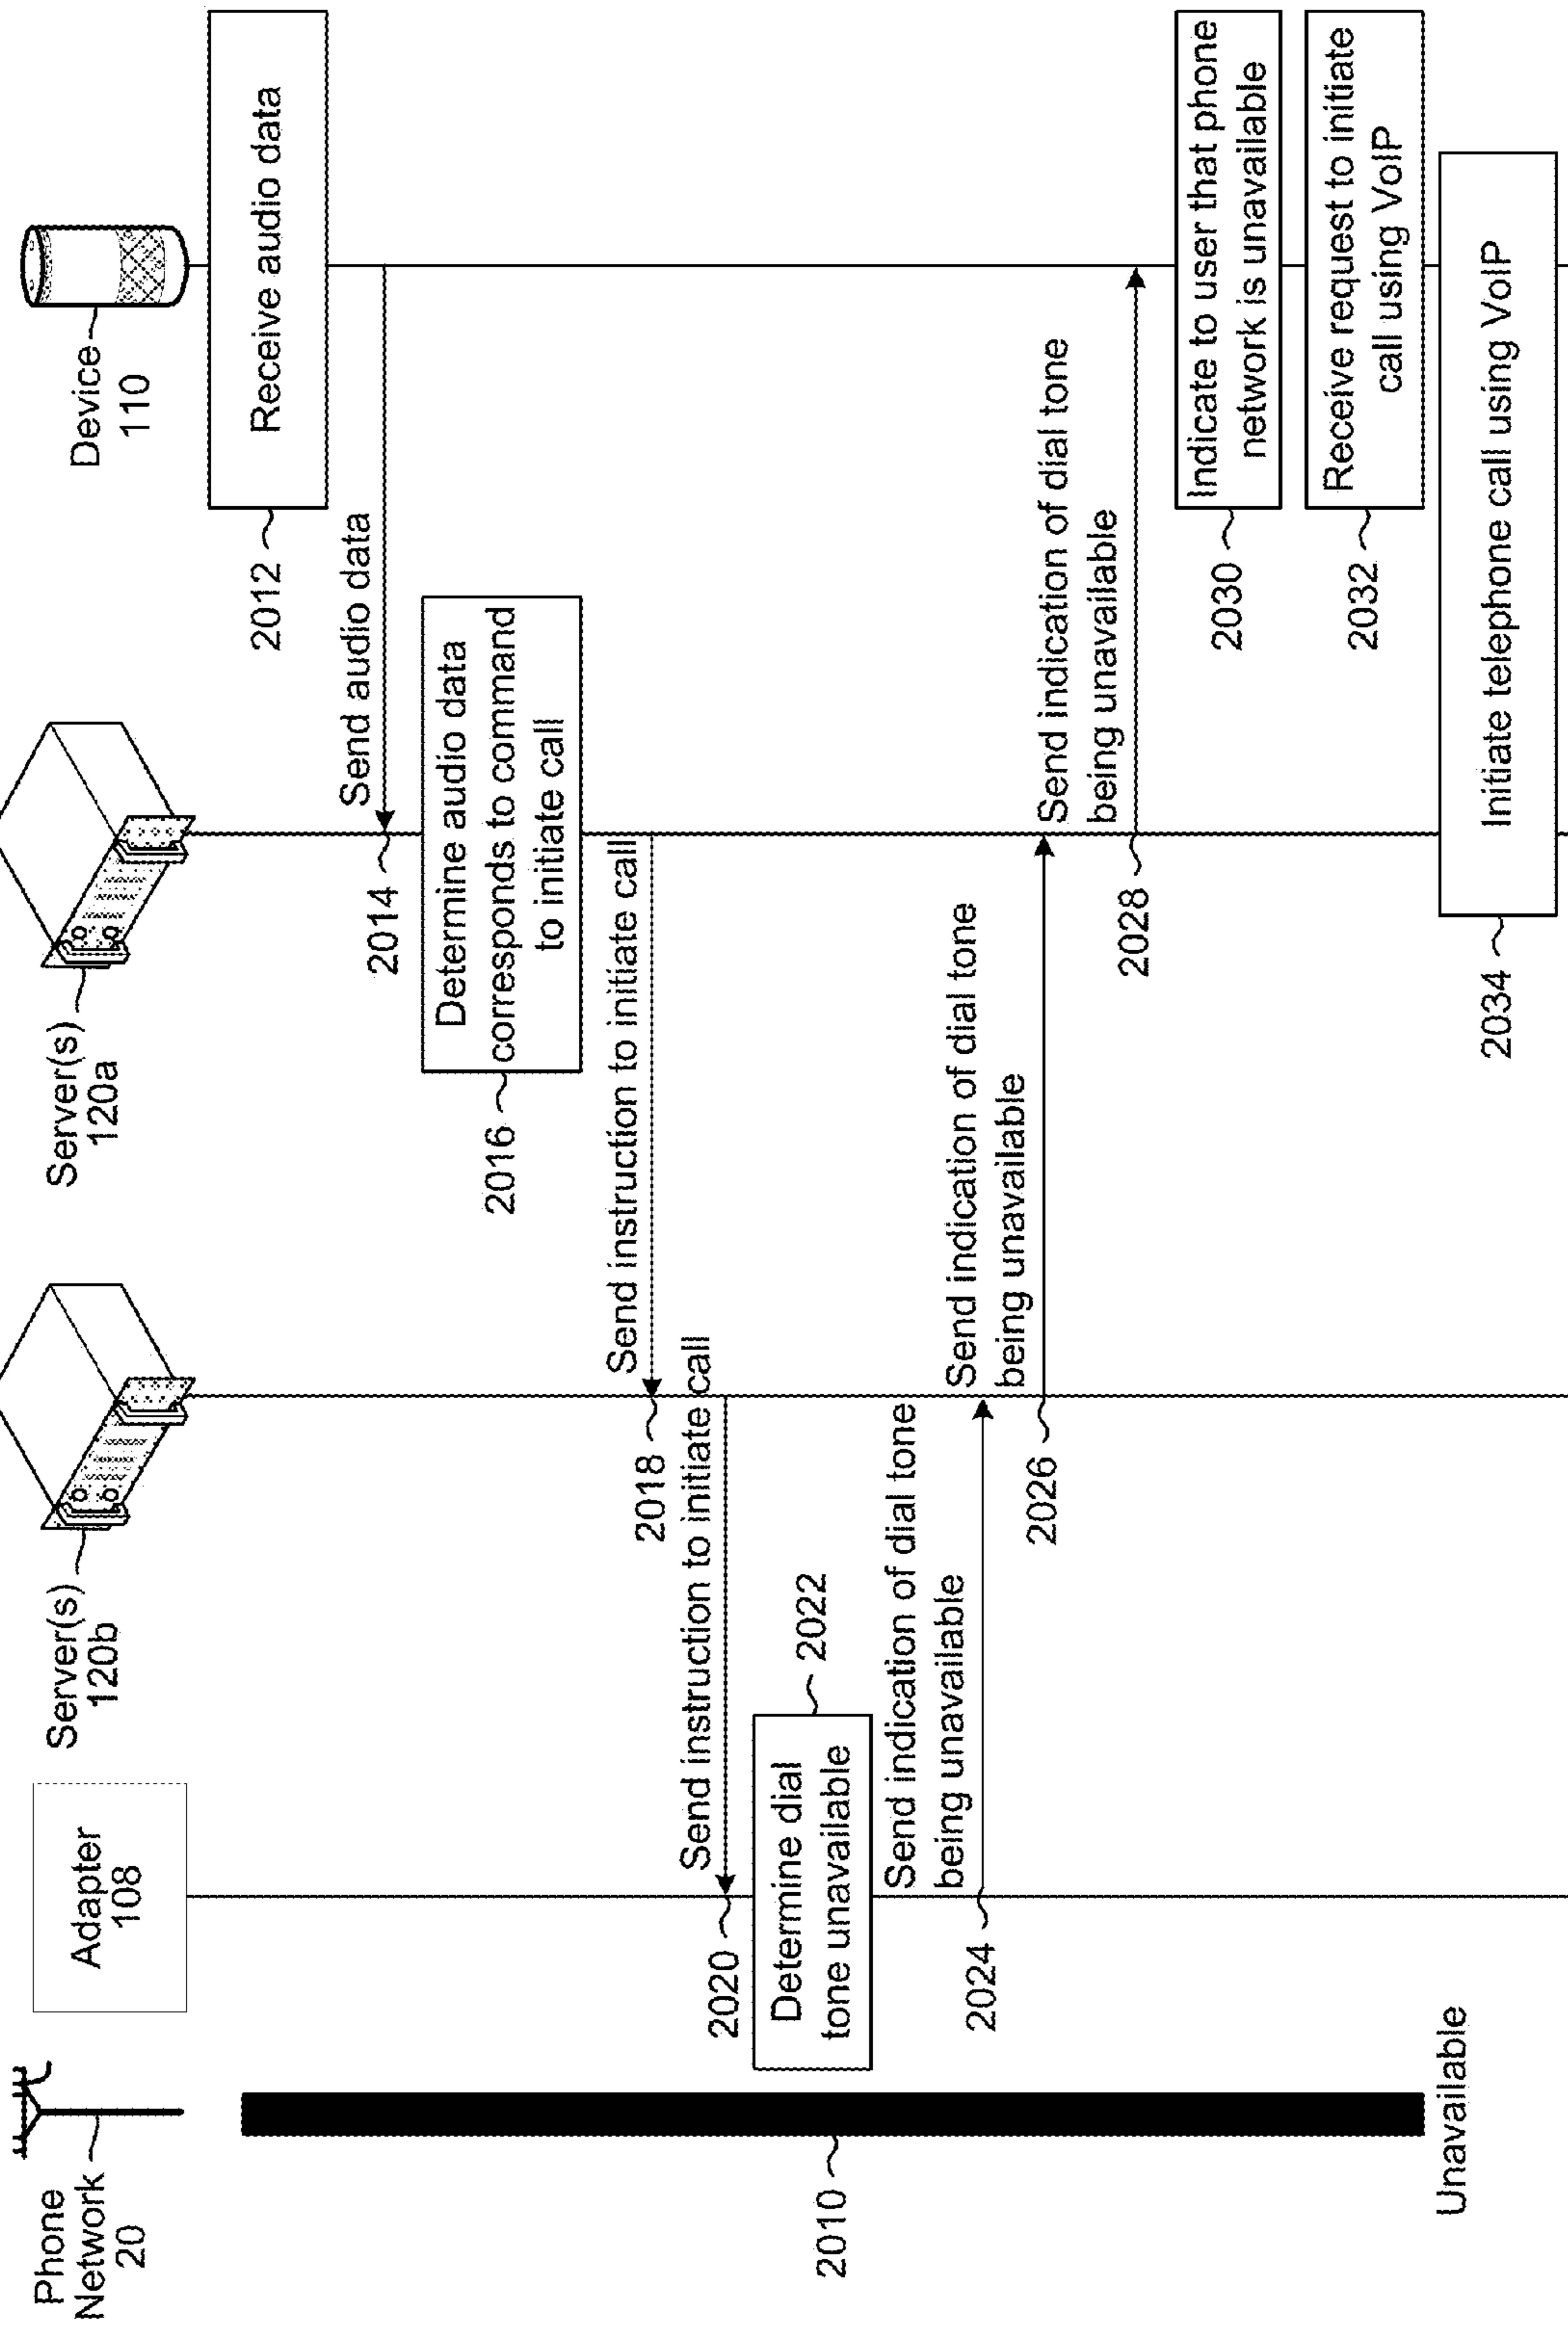 Phone
Network
20
Adapter
108
Server(s)
120b
Server(s)
120a
Device
110
2010
Unavailable
2012
Receive audio data
Send audio data
2014
Determine audio data
corresponds to command
to initiate call
2016
Send instruction to initiate call
2018
Send instruction to initiate call
2020
Determine dial
tone unavailable
2022
Send indication of dial tone
being unavailable
2024
Send indication of dial tone
being unavailable
2026
Send indication of dial tone
being unavailable
2028
Indicate to user that phone
network is unavailable
2030
Receive request to initiate
call using VoIP
2032
Initiate telephone call using VoIP
2034